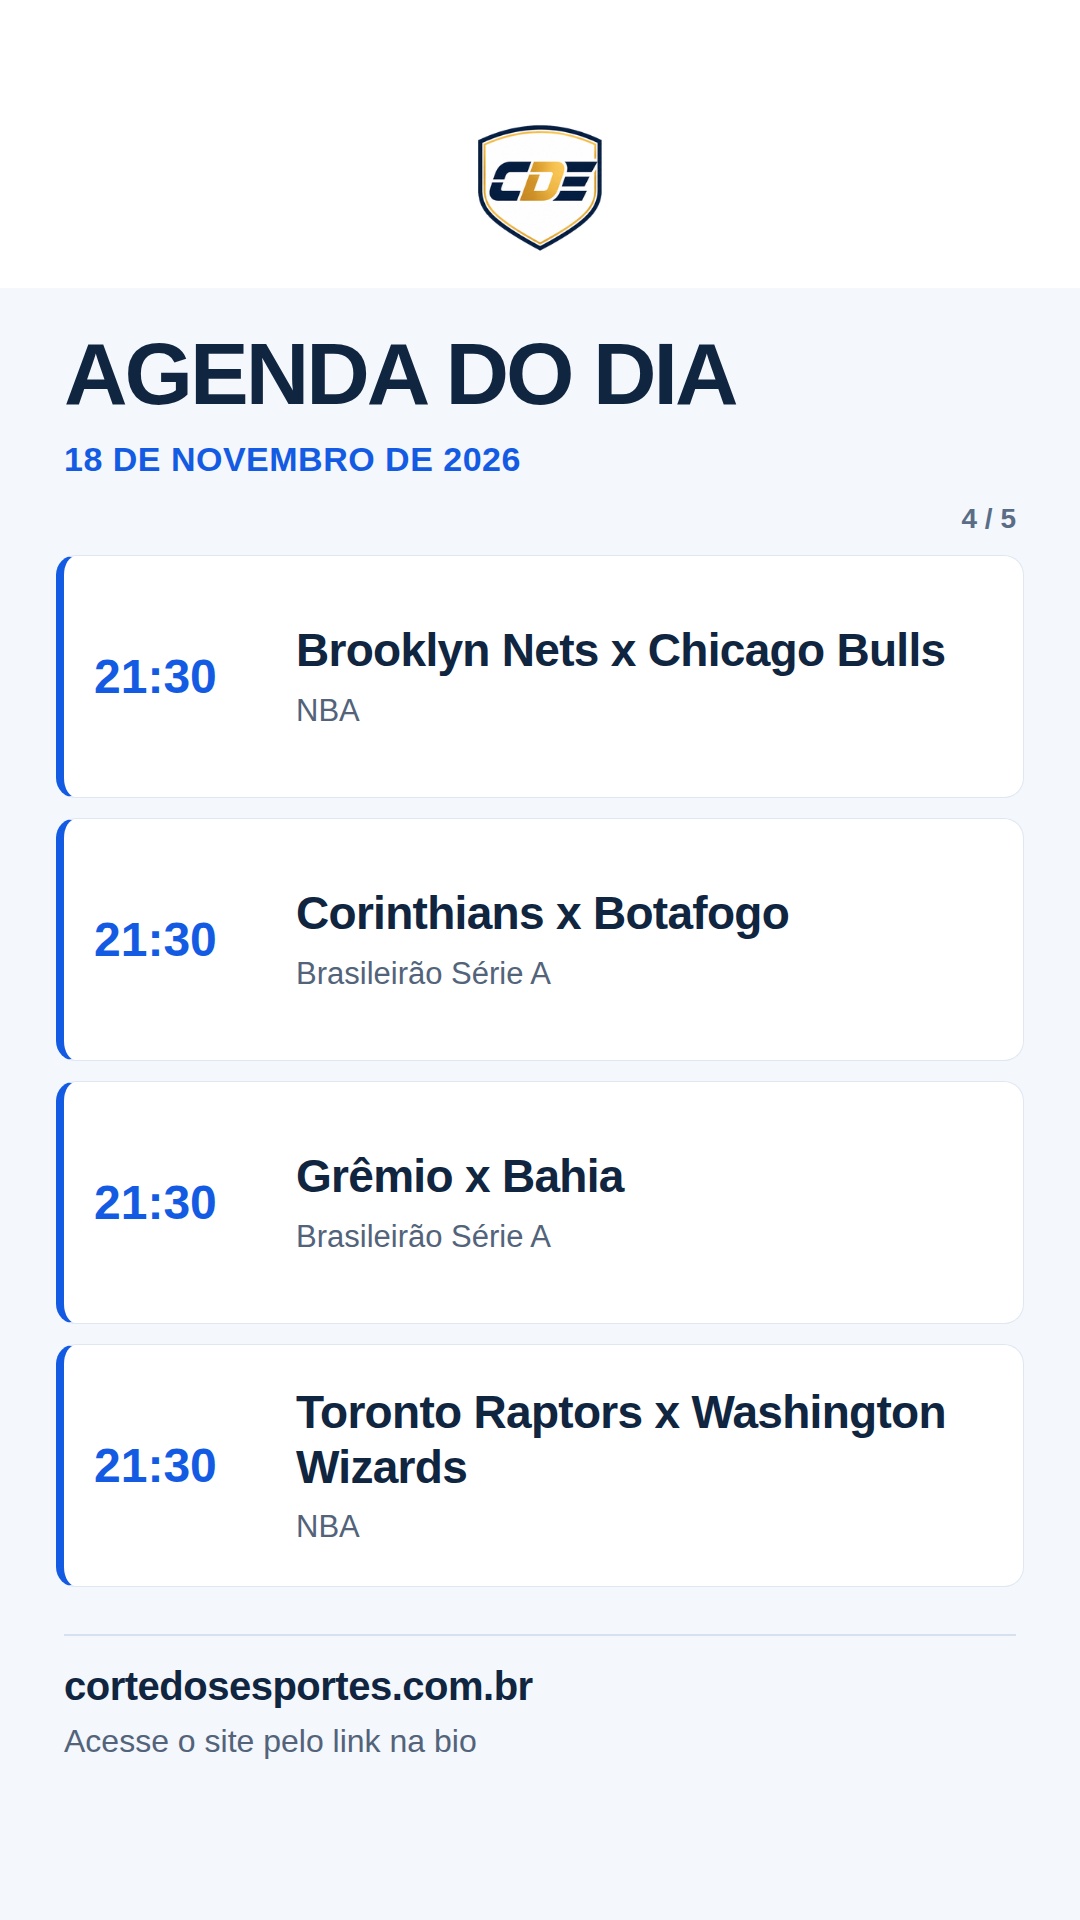 CDE
AGENDA DO DIA
18 DE NOVEMBRO DE 2026
4 / 5
21:30
Brooklyn Nets x Chicago Bulls
NBA
21:30
Corinthians x Botafogo
Brasileirão Série A
21:30
Grêmio x Bahia
Brasileirão Série A
21:30
Toronto Raptors x Washington
Wizards
NBA
cortedosesportes.com.br
Acesse o site pelo link na bio